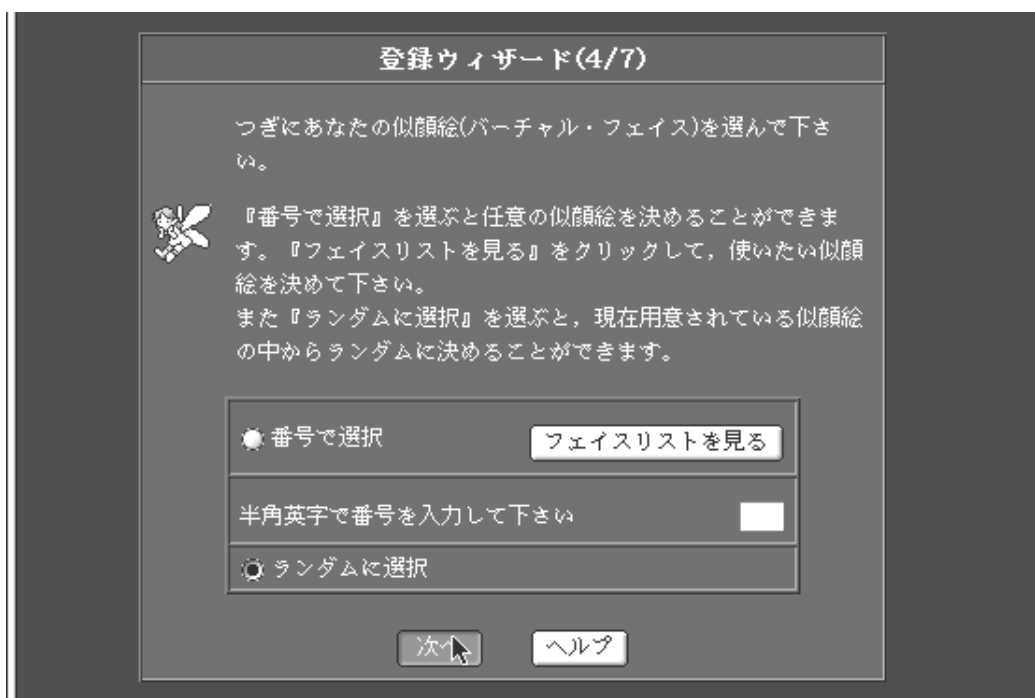 登録ウィザード(4/7)
つぎにあなたの似顔絵(バーチャル・フェイス)を選んで下さ
い。
『番号で選択』を選ぶと任意の似顔絵を決めることができま
す。『フェイスリストを見る』をクリックして，使いたい似顔
絵を決めて下さい。
また『ランダムに選択』を選ぶと，現在用意されている似顔絵
の中からランダムに決めることができます。
番号で選択 フェイスリストを見る
半角英字で番号を入力して下さい
ランダムに選択
次へ ヘルプ